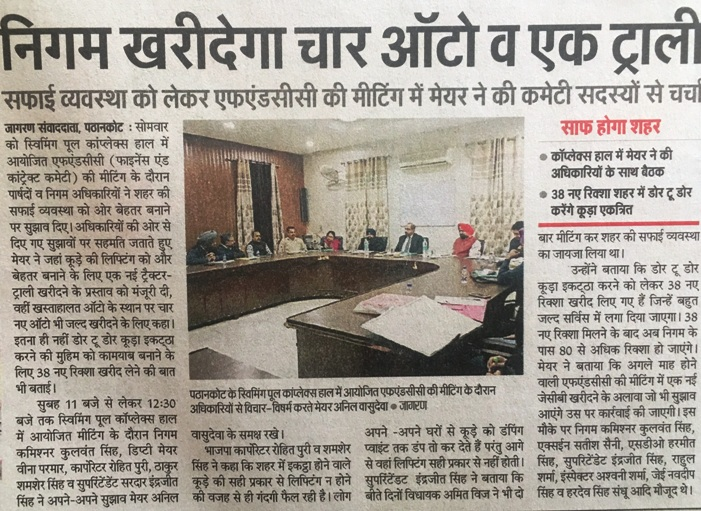 निगम खरीदेगा चार ऑटो व एक ट्राली
सफाई व्यवस्था को लेकर एफएंडसीसी की मीटिंग में मेयर ने की कमेटी सदस्यों से चर्चा
जागरण संवाददाता, पठानकोट : सोमवार
को स्विमिंग पूल कांप्लेक्स हाल में
आयोजित एफएंडसीसी (फाइनेंस एंड
कांट्रेक्ट कमेटी) की मीटिंग के दौरान
पार्षदों व निगम अधिकारियों ने शहर की
सफाई व्यवस्था को ओर बेहतर बनाने
पर सुझाव दिए। अधिकारियों की ओर से
दिए गए सुझावों पर सहमति जताते हुए
मेयर ने जहां कूड़े की लिफ्टिंग को और
बेहतर बनाने के लिए एक नई ट्रैक्टर-
ट्राली खरीदने के प्रस्ताव को मंजूरी दी,
वहीं खस्ताहालत ऑटो के स्थान पर चार
नए ऑटो भी जल्द खरीदने के लिए कहा।
इतना ही नहीं डोर टू डोर कूड़ा इकट्ठा
करने की मुहिम को कामयाब बनाने के
लिए 38 नए रिक्शा खरीद लेने की बात
भी बताई।
सुबह 11 बजे से लेकर 12:30
बजे तक स्विमिंग पूल कॉप्लेक्स हाल
में आयोजित मीटिंग के दौरान निगम
कमिश्नर कुलवंत सिंह, डिप्टी मेयर
वीना परमार, कार्पोरेटर रोहित पुरी, ठाकुर
शमशेर सिंह व सुपरिंटेंडेंट सरदार इंद्रजीत
सिंह ने अपने-अपने सुझाव मेयर अनिल
पठानकोट के स्विमिंग पूल कांप्लेक्स हाल में आयोजित एफएंडसीसी की मीटिंग के दौरान
अधिकारियों से विचार-विषर्म करते मेयर अनिल वासुदेवा ● जागरण
वासुदेवा के समक्ष रखे।
भाजपा कार्पोरेटर रोहित पुरी व शमशेर
सिंह ने कहा कि शहर में इकट्ठा होने वाले
कूड़े की सही प्रकार से लिफ्टिंग न होने
की वजह से ही गंदगी फैल रही है। लोग
अपने -अपने घरों से कूड़े को डंपिंग
प्वाइंट तक डंप तो कर देते हैं परंतु आगे
से वहां लिफ्टिंग सही प्रकार से नहीं होती।
सुपरिंटेंडेंट इंद्रजीत सिंह ने बताया कि
बीते दिनों विधायक अमित विज ने भी दो
साफ होगा शहर
● कॉप्लेक्स हाल में मेयर ने की
अधिकारियों के साथ बैठक
● 38 नए रिक्शा शहर में डोर टू डोर
करेंगे कूड़ा एकत्रित
बार मीटिंग कर शहर की सफाई व्यवस्था
का जायजा लिया था।
उन्होंने बताया कि डोर टू डोर
कूड़ा इकट्ठा करने को लेकर 38 नए
रिक्शा खरीद लिए गए हैं जिन्हें बहुत
जल्द सर्विस में लगा दिया जाएगा। 38
नए रिक्शा मिलने के बाद अब निगम के
पास 80 से अधिक रिक्शा हो जाएंगे।
मेयर ने बताया कि अगले माह होने
वाली एफएंडसीसी की मीटिंग में एक नई
जेसीबी खरीदने के अलावा जो भी सुझाव
आएंगे उस पर कार्रवाई की जाएगी। इस
मौके पर निगम कमिश्नर कुलवंत सिंह,
एक्सईन सतीश सैनी, एसडीओ हरमीत
सिंह, सुपरिटेंडेंट इंद्रजीत सिंह, राहुल
शर्मा, इंस्पेक्टर अश्वनी शर्मा, जेई नवदीप
सिंह व हरदेव सिंह संधू आदि मौजूद थे।